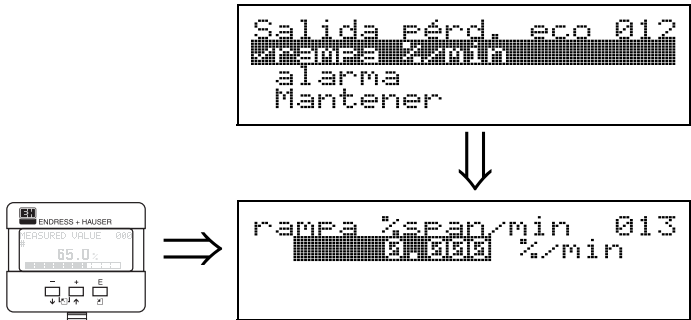 Salida pérd. eco 012
✓rampa %/min
alarma
Mantener
EH
ENDRESS + HAUSER
MEASURED VALUE 000
#
65.0 %
- + E
rampa %span/min 013
%/min